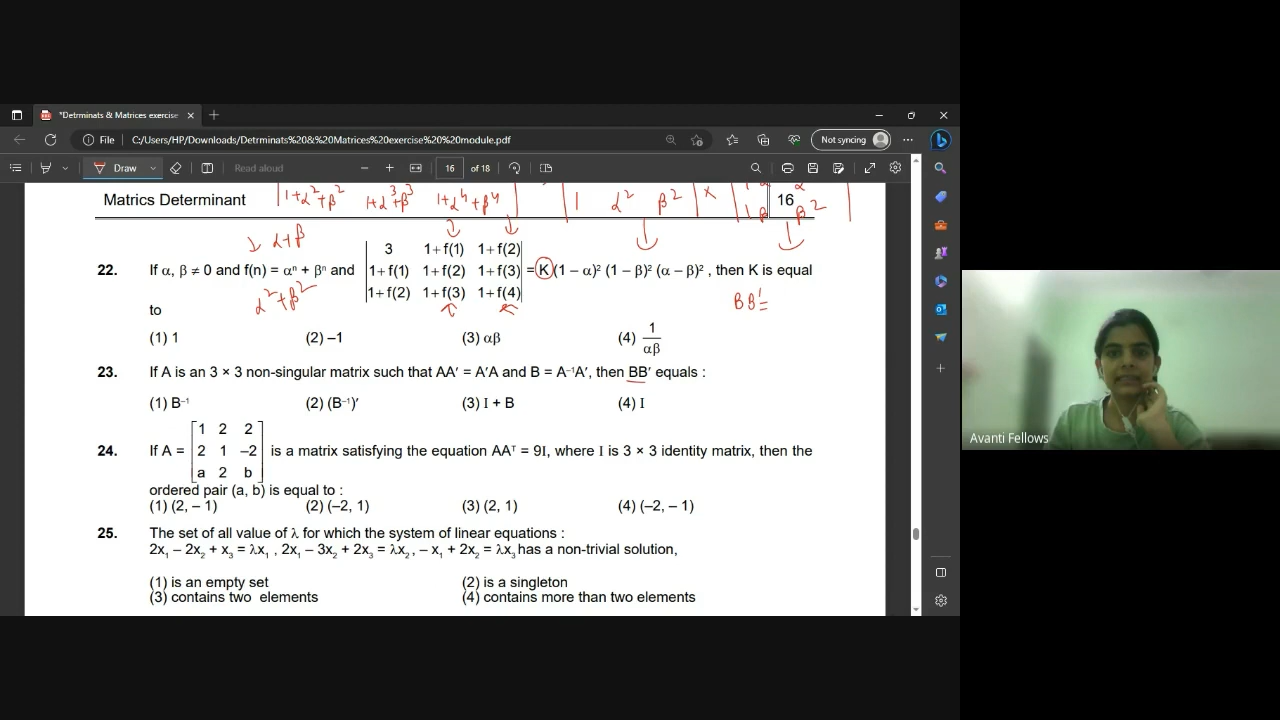 *Detrminats & Matrices exercise
File C:/Users/HP/Downloads/Detrminats%20&%20Matrices%20exercise%20%20module.pdf Not syncing
Draw Read aloud 16 of 18
Matrics Determinant 16
1+α²+β² 1+α³+β³ 1+α⁴+β⁴ 1 α² β² ×
1 β β²
α+β
22. If α, β ≠ 0 and f(n) = αⁿ + βⁿ and | 3 1+f(1) 1+f(2) |
| 1+f(1) 1+f(2) 1+f(3) | = K (1 – α)² (1 – β)² (α – β)² , then K is equal
| 1+f(2) 1+f(3) 1+f(4) |
α²+β² BB'=
to
(1) 1 (2) –1 (3) αβ (4) 1/αβ
23. If A is an 3 × 3 non-singular matrix such that AA′ = A′A and B = A⁻¹A′, then BB′ equals :
(1) B⁻¹ (2) (B⁻¹)′ (3) I + B (4) I
24. If A = [ 1 2 2
2 1 –2
a 2 b ] is a matrix satisfying the equation AAᵀ = 9I, where I is 3 × 3 identity matrix, then the
ordered pair (a, b) is equal to :
(1) (2, – 1) (2) (–2, 1) (3) (2, 1) (4) (–2, – 1)
25. The set of all value of λ for which the system of linear equations :
2x₁ – 2x₂ + x₃ = λx₁ , 2x₁ – 3x₂ + 2x₃ = λx₂, – x₁ + 2x₂ = λx₃ has a non-trivial solution,
(1) is an empty set (2) is a singleton
(3) contains two elements (4) contains more than two elements
Avanti Fellows